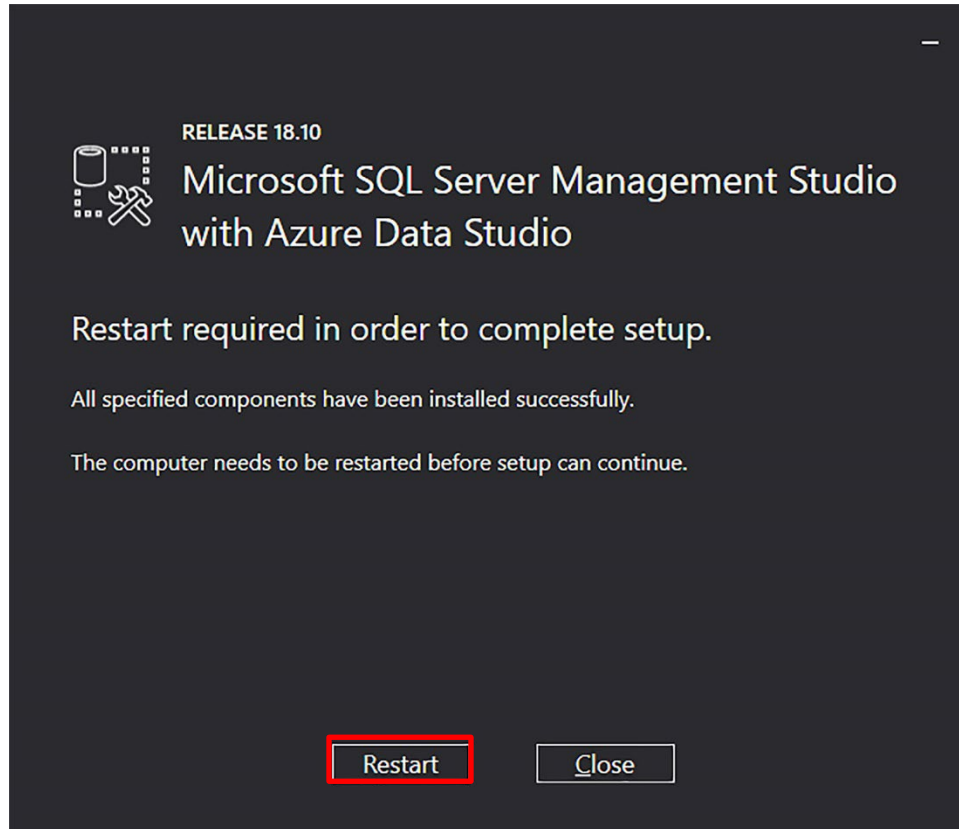 RELEASE 18.10
Microsoft SQL Server Management Studio
with Azure Data Studio
Restart required in order to complete setup.
All specified components have been installed successfully.
The computer needs to be restarted before setup can continue.
Restart
Close